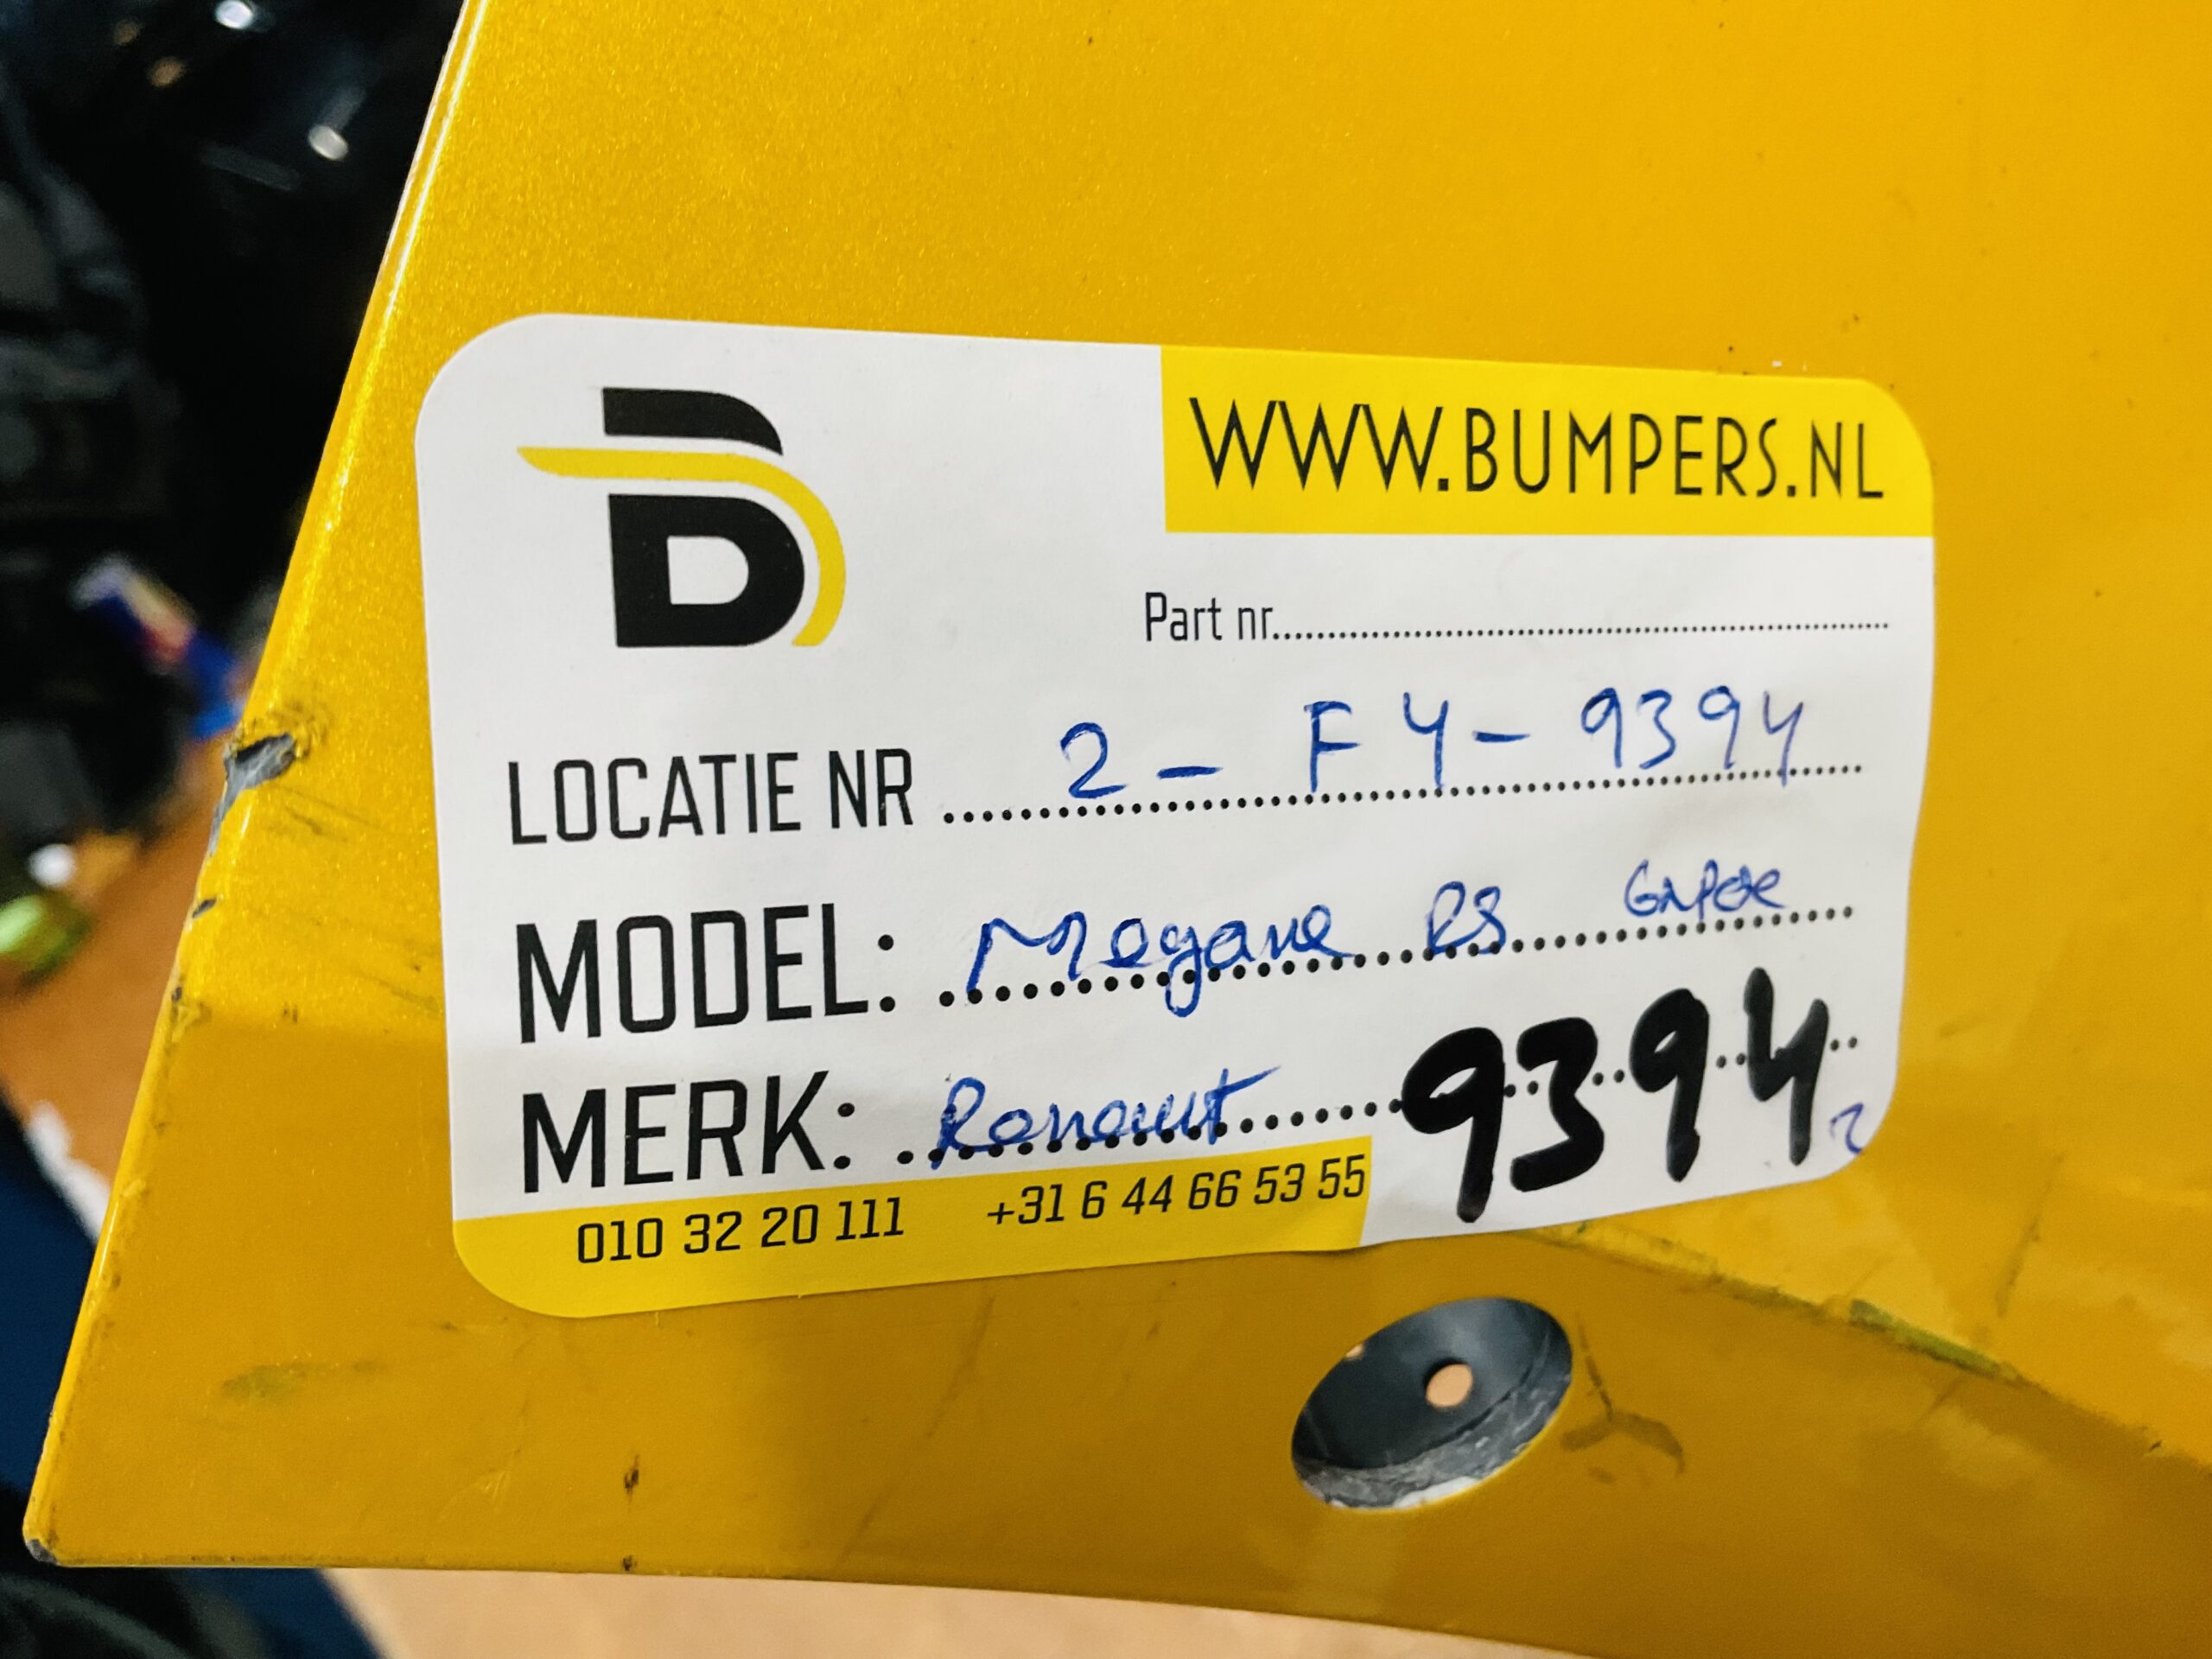 B
WWW.BUMPERS.NL
Part nr...............
LOCATIE NR ............... 2 - F4 - 9394
MODEL: ............... Megane RS
MERK: ............... Renault 9394
010 32 20 111 +31 6 44 66 53 55